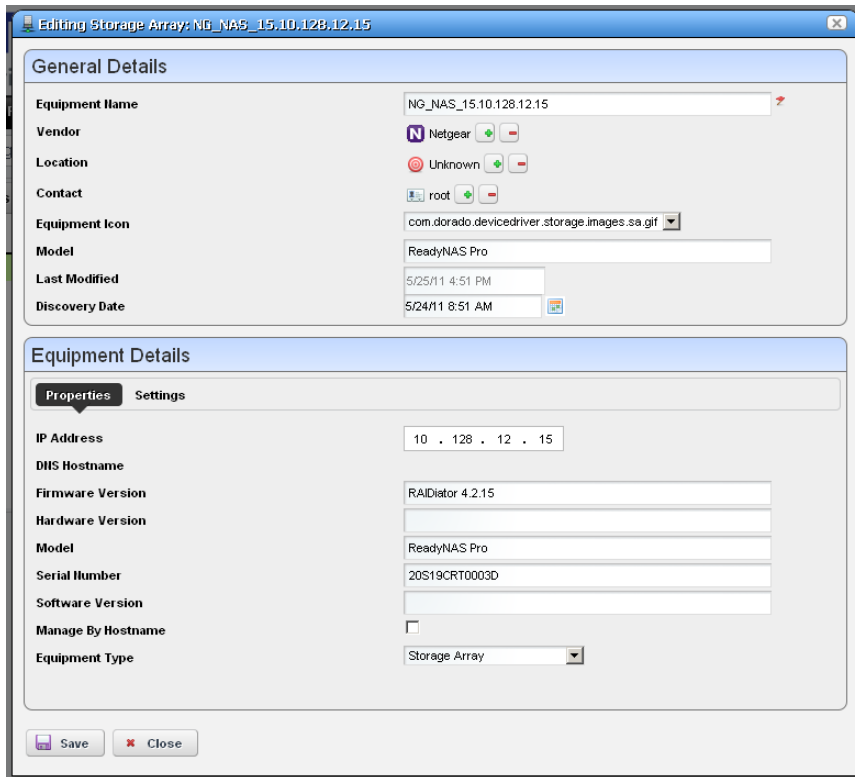 Editing Storage Array: NG_NAS_15.10.128.12.15
General Details
Equipment Name NG_NAS_15.10.128.12.15
Vendor N Netgear
Location Unknown
Contact root
Equipment Icon com.dorado.devicedriver.storage.images.sa.gif
Model ReadyNAS Pro
Last Modified 5/25/11 4:51 PM
Discovery Date 5/24/11 8:51 AM
Equipment Details
Properties Settings
IP Address 10 . 128 . 12 . 15
DNS Hostname
Firmware Version RAIDiator 4.2.15
Hardware Version
Model ReadyNAS Pro
Serial Number 20S19CRT0003D
Software Version
Manage By Hostname
Equipment Type Storage Array
Save Close